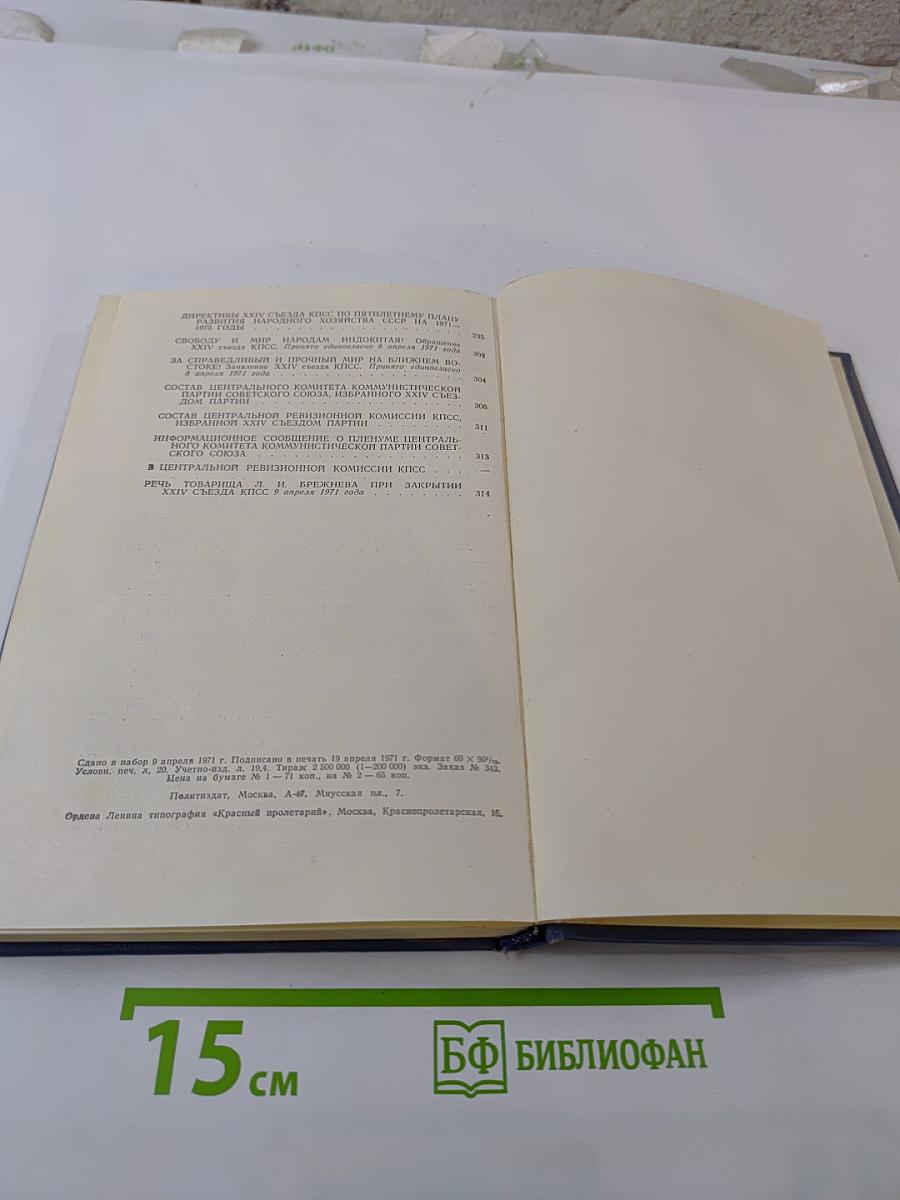 ДИРЕКТИВЫ XXIV СЪЕЗДА КПСС ПО ПЯТИЛЕТНЕМУ ПЛАНУ
РАЗВИТИЯ НАРОДНОГО ХОЗЯЙСТВА СССР НА 1971—
1975 ГОДЫ . . . . . . . . . . . . . . . 235
СВОБОДУ И МИР НАРОДАМ ИНДОКИТАЯ! Обращение
XXIV съезда КПСС. Принято единогласно 8 апреля 1971 года 302
ЗА СПРАВЕДЛИВЫЙ И ПРОЧНЫЙ МИР НА БЛИЖНЕМ ВО-
СТОКЕ! Заявление XXIV съезда КПСС. Принято единогласно
8 апреля 1971 года . . . . . . . . . . . . . 304
СОСТАВ ЦЕНТРАЛЬНОГО КОМИТЕТА КОММУНИСТИЧЕСКОЙ
ПАРТИИ СОВЕТСКОГО СОЮЗА, ИЗБРАННОГО XXIV СЪЕЗ-
ДОМ ПАРТИИ . . . . . . . . . . . . . . 306
СОСТАВ ЦЕНТРАЛЬНОЙ РЕВИЗИОННОЙ КОМИССИИ КПСС,
ИЗБРАННОЙ XXIV СЪЕЗДОМ ПАРТИИ . . . . . . 311
ИНФОРМАЦИОННОЕ СООБЩЕНИЕ О ПЛЕНУМЕ ЦЕНТРАЛЬ-
НОГО КОМИТЕТА КОММУНИСТИЧЕСКОЙ ПАРТИИ СОВЕТ-
СКОГО СОЮЗА . . . . . . . . . . . . . . 313
В ЦЕНТРАЛЬНОЙ РЕВИЗИОННОЙ КОМИССИИ КПСС . . . —
РЕЧЬ ТОВАРИЩА Л. И. БРЕЖНЕВА ПРИ ЗАКРЫТИИ
XXIV СЪЕЗДА КПСС 9 апреля 1971 года . . . . . . . 314
Сдано в набор 9 апреля 1971 г. Подписано в печать 19 апреля 1971 г. Формат 60 × 90¹/₁₆.
Условн. печ. л. 20. Учетно-изд. л. 19,4. Тираж 2 500 000 (1—200 000) экз. Заказ № 343.
Цена на бумаге № 1 — 71 коп., на № 2 — 65 коп.
Политиздат, Москва, А-47, Миусская пл., 7.
Ордена Ленина типография «Красный пролетарий», Москва, Краснопролетарская, 16.
15 см
БФ БИБЛИОФАН